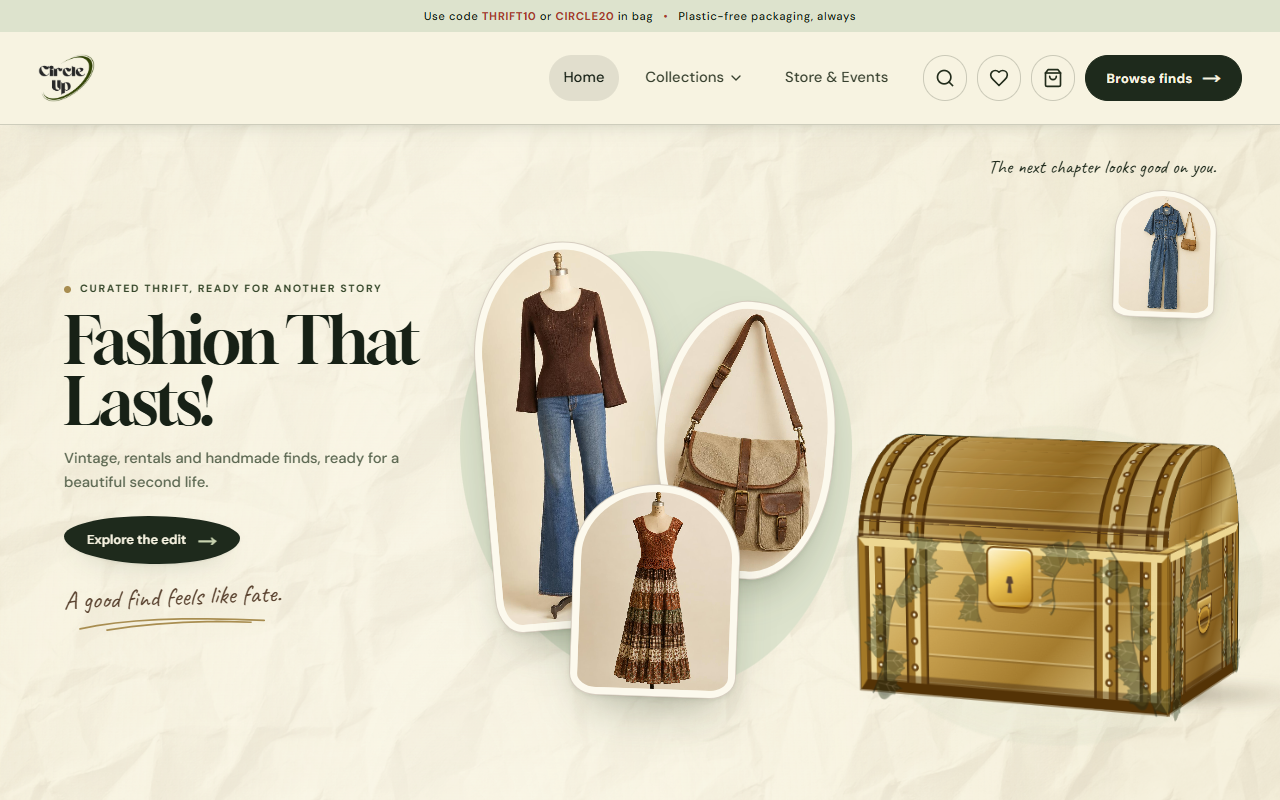 Use code THRIFT10 or CIRCLE20 in bag • Plastic-free packaging, always
Circle
Up
Home
Collections
Store & Events
Browse finds →
The next chapter looks good on you.
CURATED THRIFT, READY FOR ANOTHER STORY
Fashion That
Lasts!
Vintage, rentals and handmade finds, ready for a
beautiful second life.
Explore the edit →
A good find feels like fate.